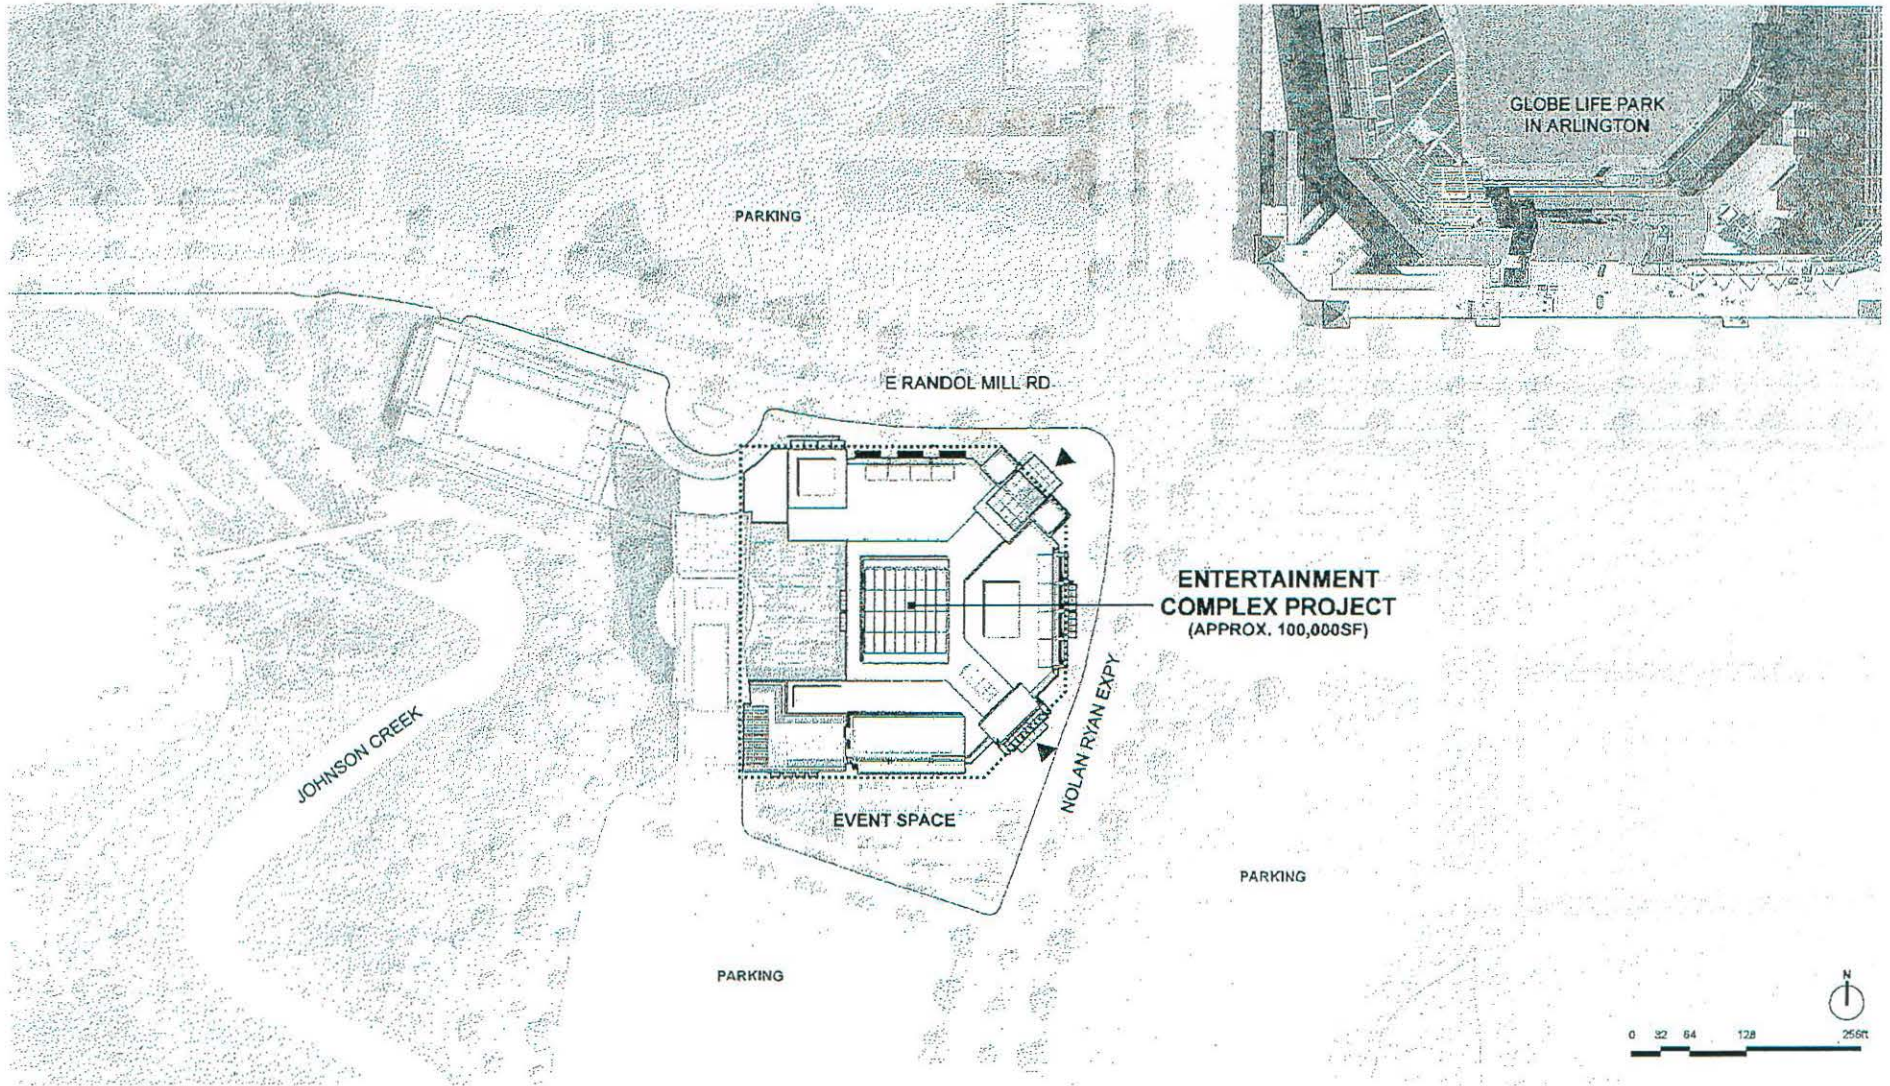 GLOBE LIFE PARK
IN ARLINGTON
PARKING
E RANDOL MILL RD
ENTERTAINMENT
COMPLEX PROJECT
(APPROX. 100,000SF)
NOLAN RYAN EXPY
JOHNSON CREEK
EVENT SPACE
PARKING
PARKING
N
0 32 64 128 256ft